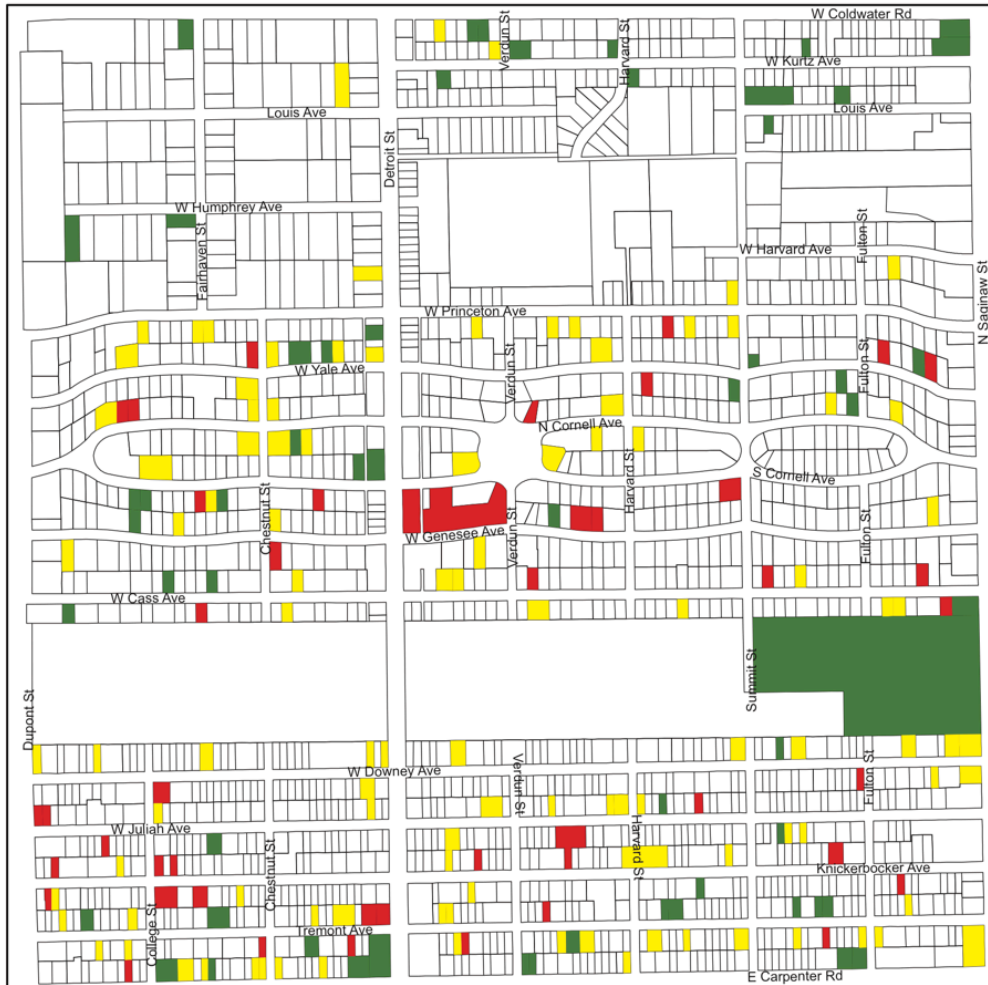 W Coldwater Rd
Verdun St
Harvard St
W Kurtz Ave
Louis Ave
Louis Ave
Detroit St
W Humphrey Ave
Fairhaven St
Fulton St
W Harvard Ave
N Saginaw St
W Princeton Ave
Verdun St
Fulton St
W Yale Ave
N Cornell Ave
Harvard St
S Cornell Ave
Chestnut St
Verdun St
W Genesee Ave
Fulton St
W Cass Ave
Summit St
Dupont St
W Downey Ave
Verdun St
Fulton St
W Juliah Ave
Chestnut St
Harvard St
Knickerbocker Ave
College St
Tremont Ave
E Carpenter Rd